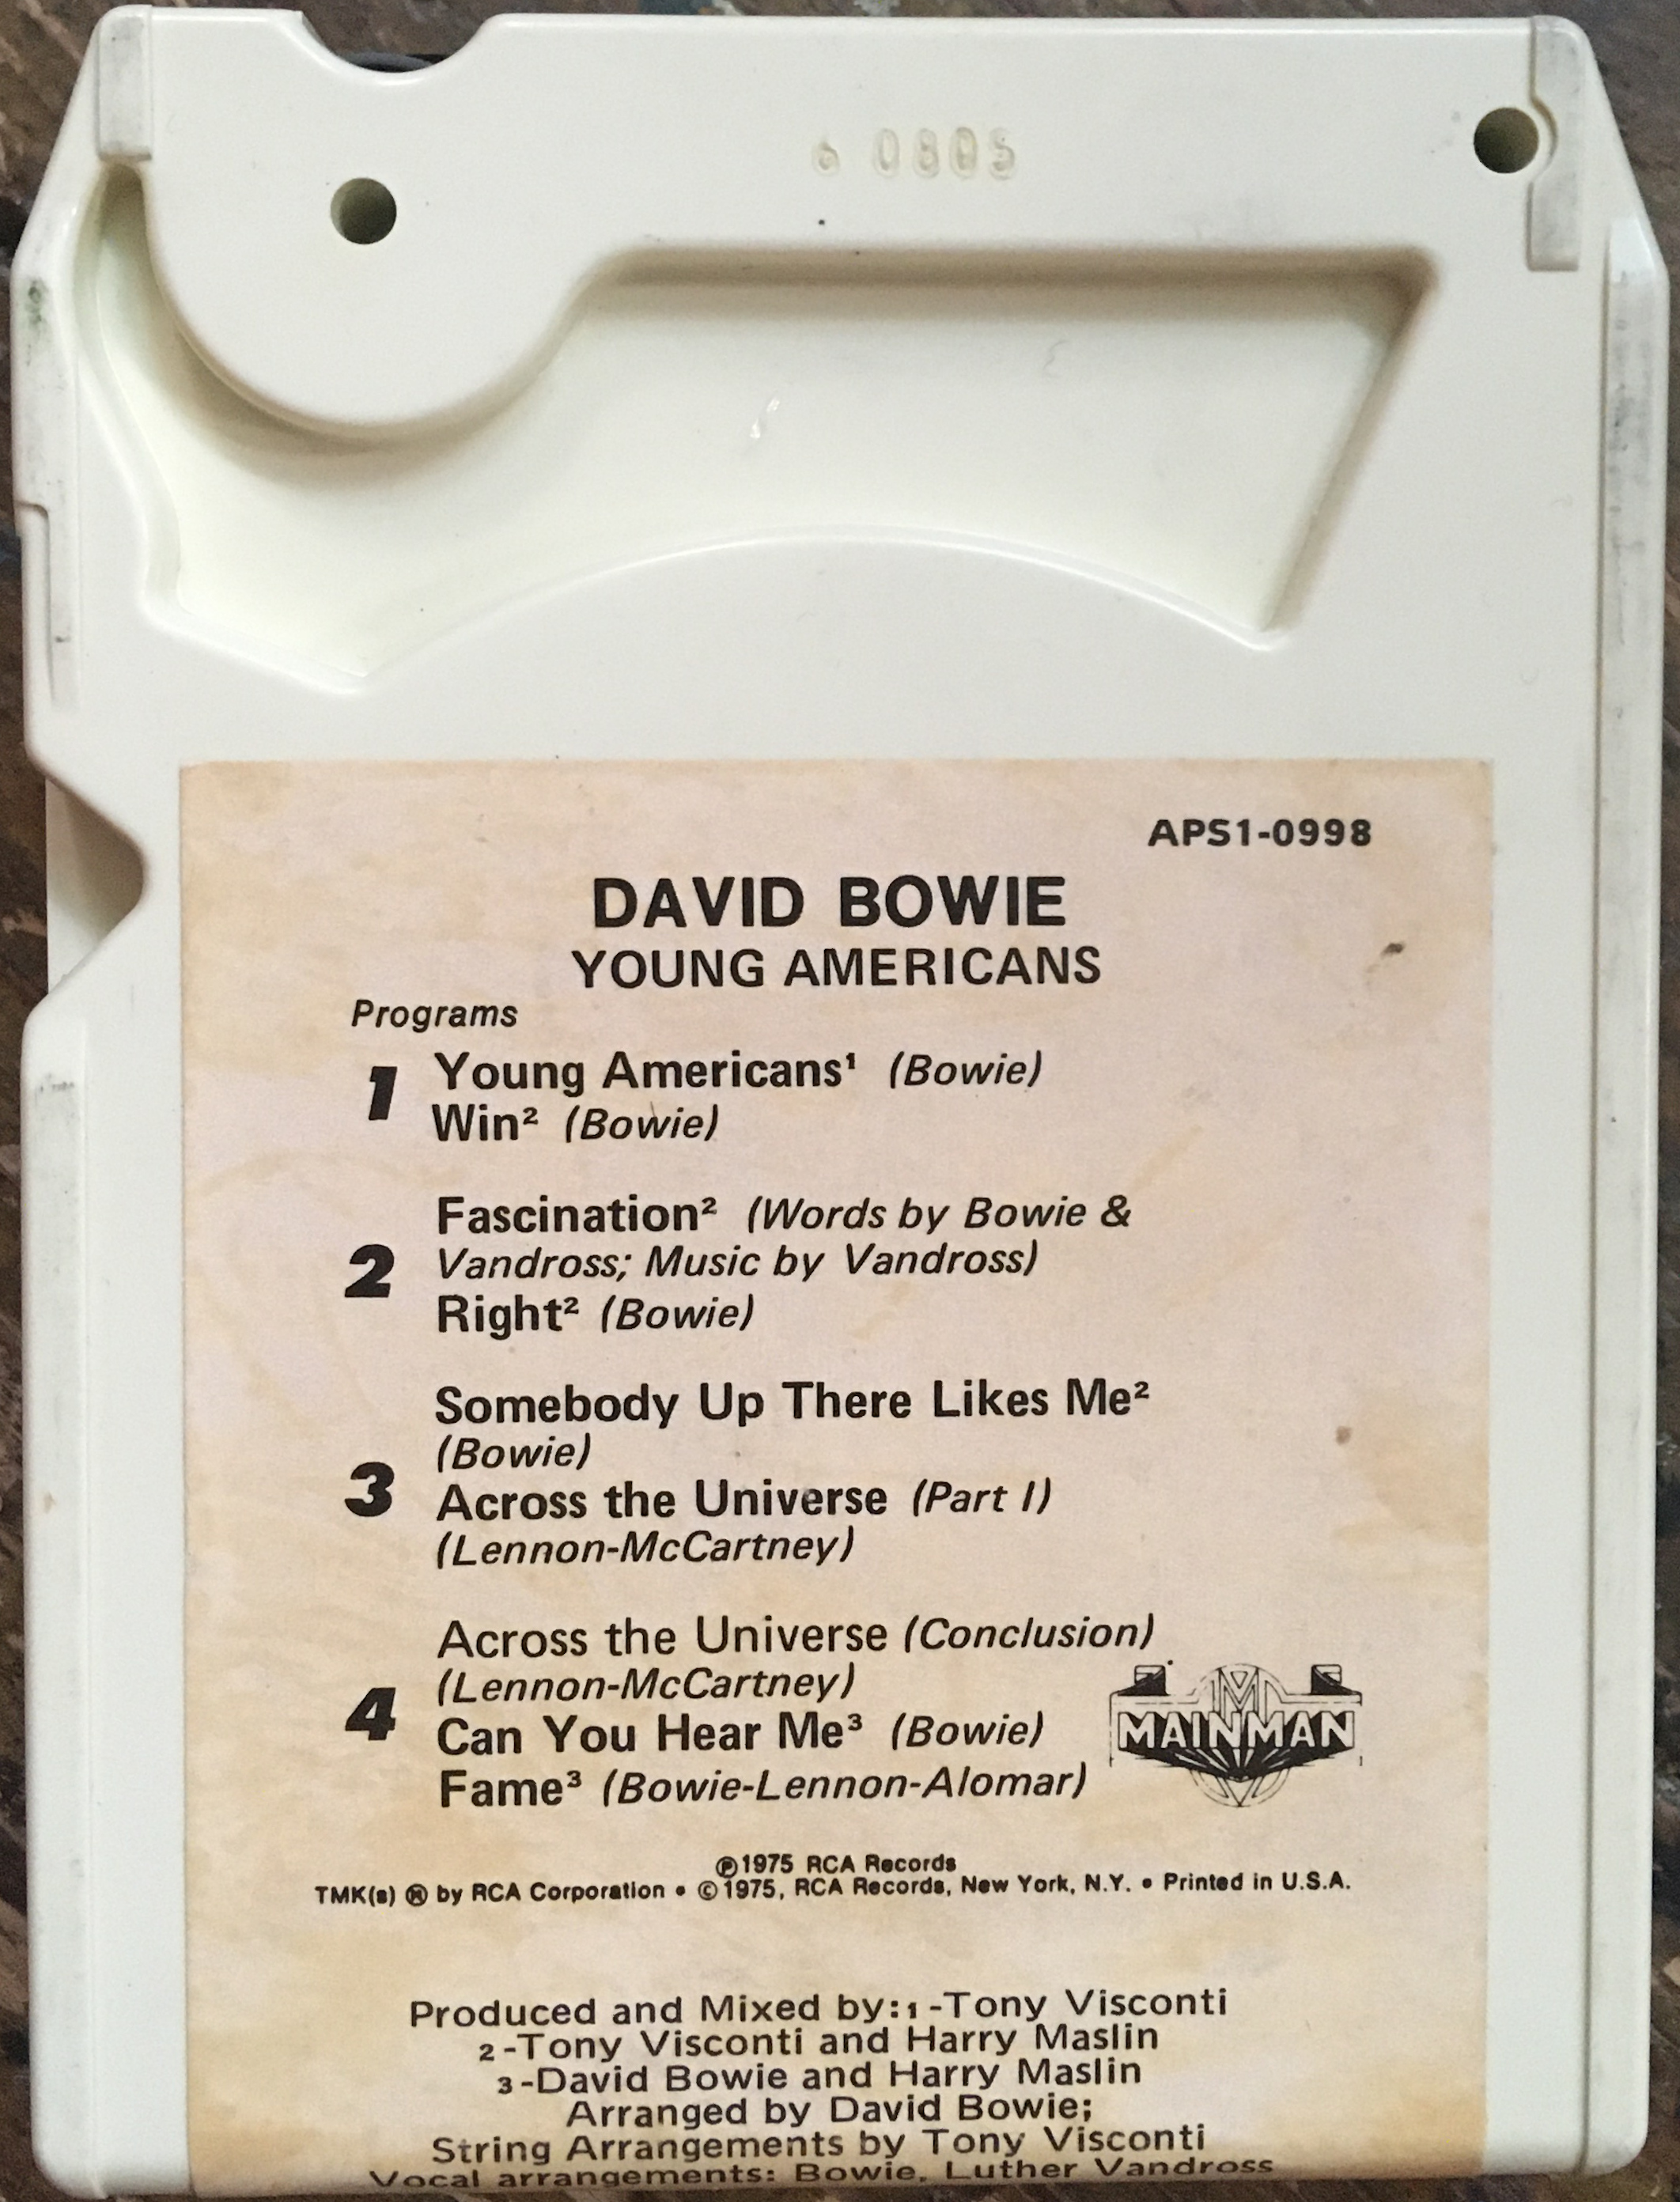 APS1-0998
DAVID BOWIE
YOUNG AMERICANS
Programs
1 Young Americans¹ (Bowie)
Win² (Bowie)
Fascination² (Words by Bowie &
2 Vandross; Music by Vandross)
Right² (Bowie)
Somebody Up There Likes Me²
(Bowie)
3 Across the Universe (Part I)
(Lennon-McCartney)
Across the Universe (Conclusion)
(Lennon-McCartney)
4 Can You Hear Me³ (Bowie)
MAINMAN
Fame³ (Bowie-Lennon-Alomar)
℗1975 RCA Records
TMK(s) ® by RCA Corporation • ©1975, RCA Records, New York, N.Y. • Printed in U.S.A.
Produced and Mixed by:1-Tony Visconti
2-Tony Visconti and Harry Maslin
3-David Bowie and Harry Maslin
Arranged by David Bowie;
String Arrangements by Tony Visconti
Vocal arrangements: Bowie, Luther Vandross